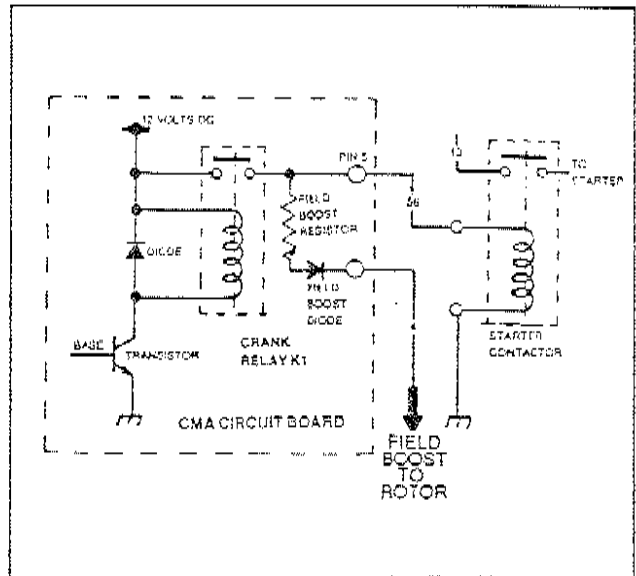 12 VOLTS DC
PIN 5
13
TO
STARTER
56
FIELD
BOOST
RESISTOR
DIODE
FIELD
BOOST
DIODE
BASE
TRANSISTOR
CRANK
RELAY K1
STARTER
CONTACTOR
CMA CIRCUIT BOARD
FIELD
BOOST
TO
ROTOR